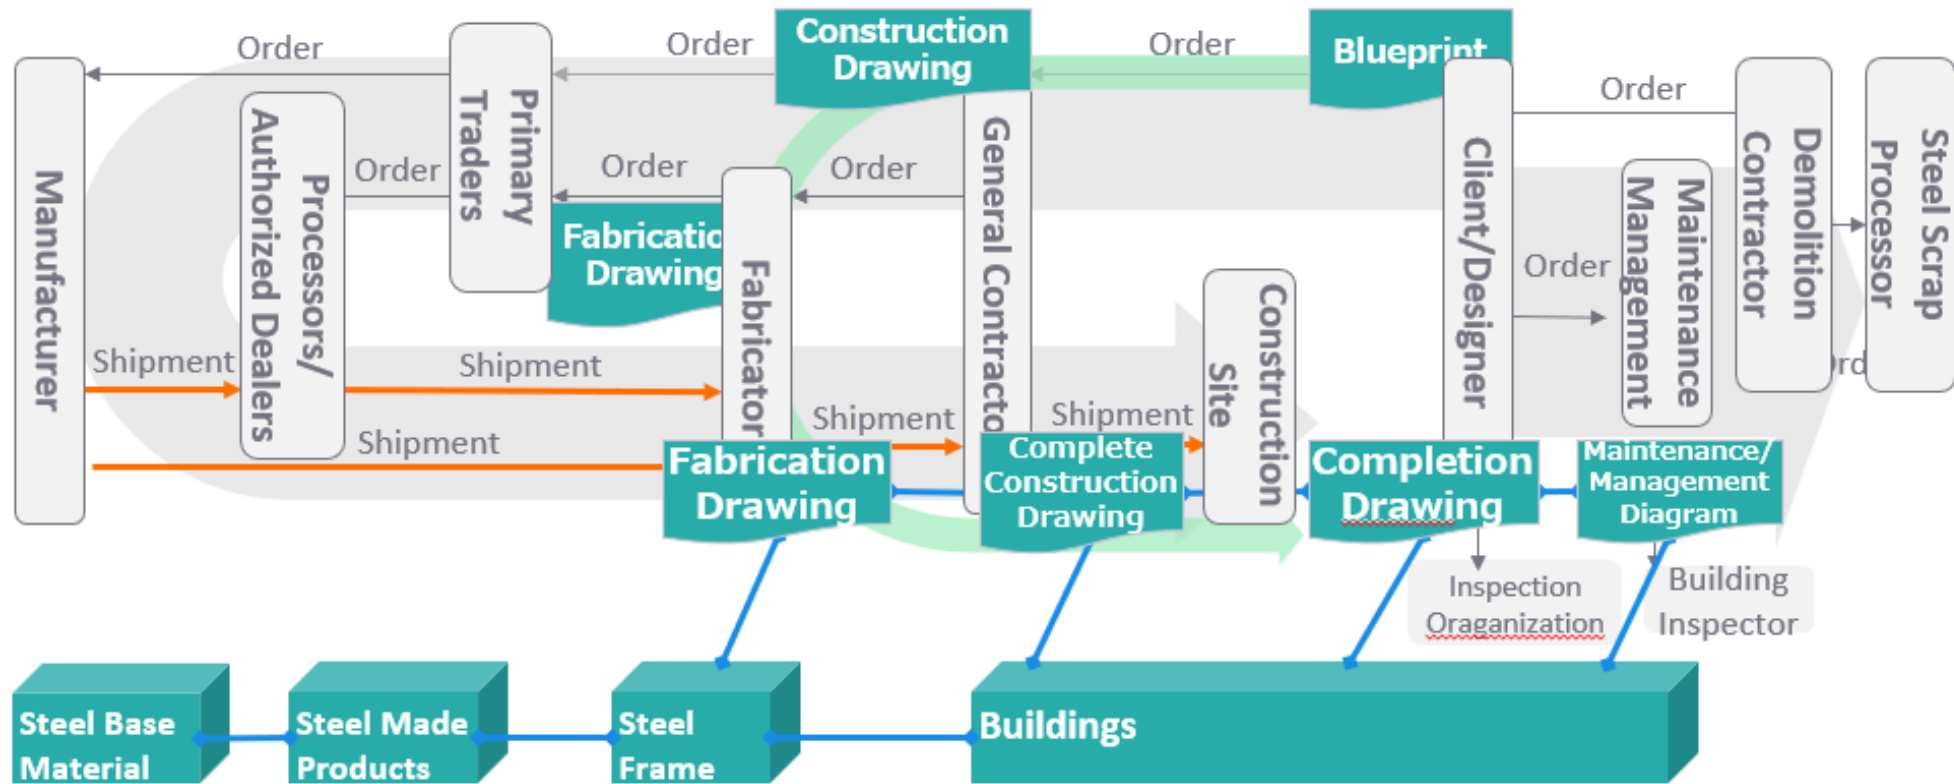 Order
Order
Construction
Drawing
Order
Blueprint
Order
Manufacturer
Processors/
Authorized Dealers
Primary
Traders
Order
Order
Order
Fabrication
Drawing
Fabricator
General Contractor
Client/Designer
Order
Maintenance
Management
Demolition
Contractor
Steel Scrap
Processor
Construction
Site
Shipment
Shipment
Shipment
Shipment
Shipment
Fabrication
Drawing
Complete
Construction
Drawing
Completion
Drawing
Maintenance/
Management
Diagram
Inspection
Oraganization
Building
Inspector
Steel Base
Material
Steel Made
Products
Steel
Frame
Buildings